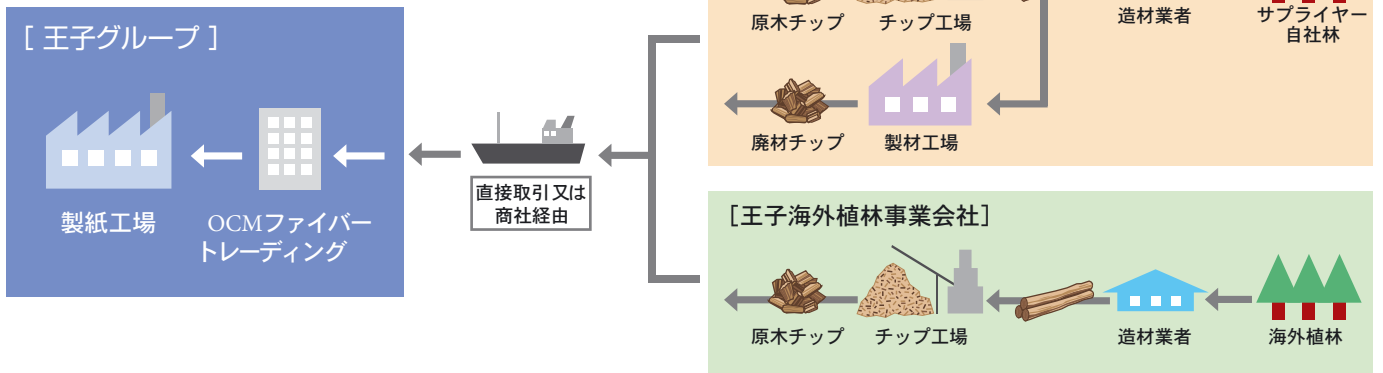 [ 王子グループ ]
製紙工場
OCMファイバー
トレーディング
直接取引又は
商社経由
原木チップ
チップ工場
造材業者
サプライヤー
自社林
廃材チップ
製材工場
[王子海外植林事業会社]
原木チップ
チップ工場
造材業者
海外植林